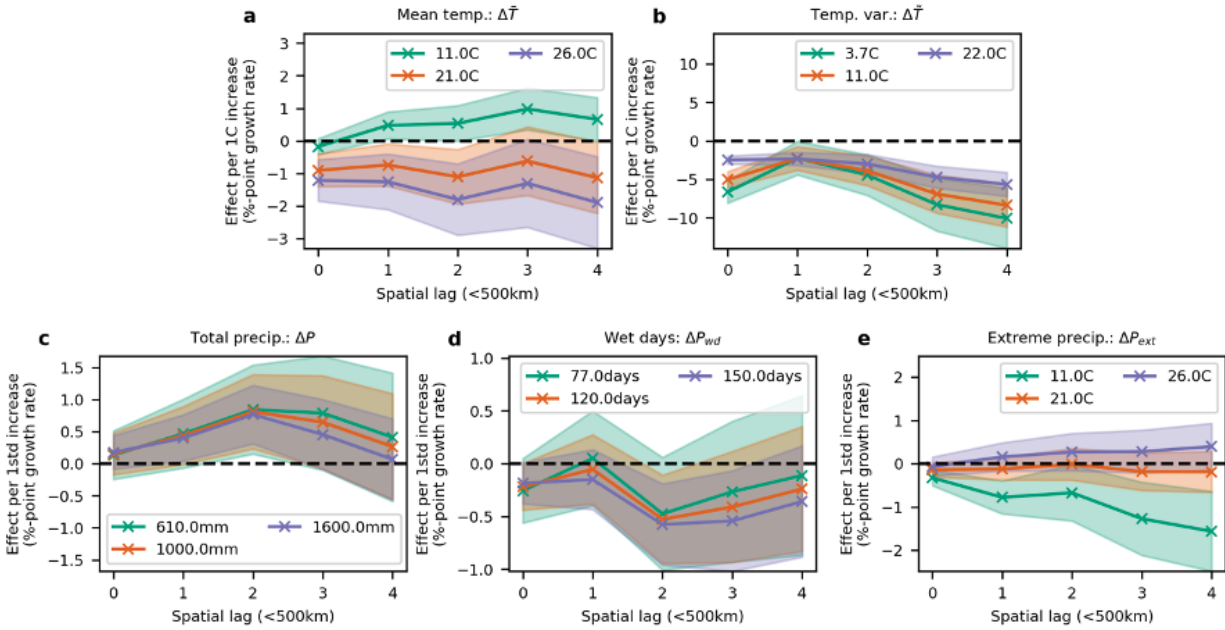 a
Mean temp.: ΔT̄
Effect per 1C increase
(%-point growth rate)
3
2
1
0
−1
−2
−3
11.0C
21.0C
26.0C
0 1 2 3 4
Spatial lag (<500km)
b
Temp. var.: ΔT̃
Effect per 1C increase
(%-point growth rate)
10
5
0
−5
−10
3.7C
11.0C
22.0C
0 1 2 3 4
Spatial lag (<500km)
c
Total precip.: ΔP
Effect per 1std increase
(%-point growth rate)
1.5
1.0
0.5
0.0
−0.5
−1.0
−1.5
610.0mm
1000.0mm
1600.0mm
0 1 2 3 4
Spatial lag (<500km)
d
Wet days: ΔPwd
Effect per 1std increase
(%-point growth rate)
1.0
0.5
0.0
−0.5
−1.0
77.0days
120.0days
150.0days
0 1 2 3 4
Spatial lag (<500km)
e
Extreme precip.: ΔPext
Effect per 1std increase
(%-point growth rate)
2
1
0
−1
−2
11.0C
21.0C
26.0C
0 1 2 3 4
Spatial lag (<500km)